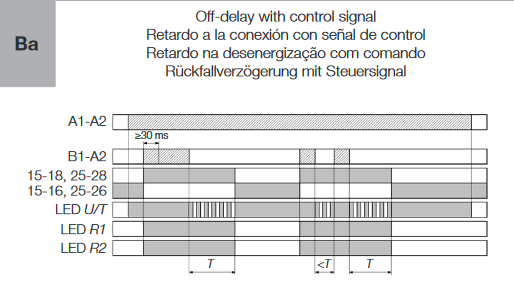 Ba
Off-delay with control signal
Retardo a la conexión con señal de control
Retardo na desenergização com comando
Rückfallverzögerung mit Steuersignal
A1-A2
≥30 ms
B1-A2
15-18, 25-28
15-16, 25-26
LED U/T
LED R1
LED R2
T
<T
T